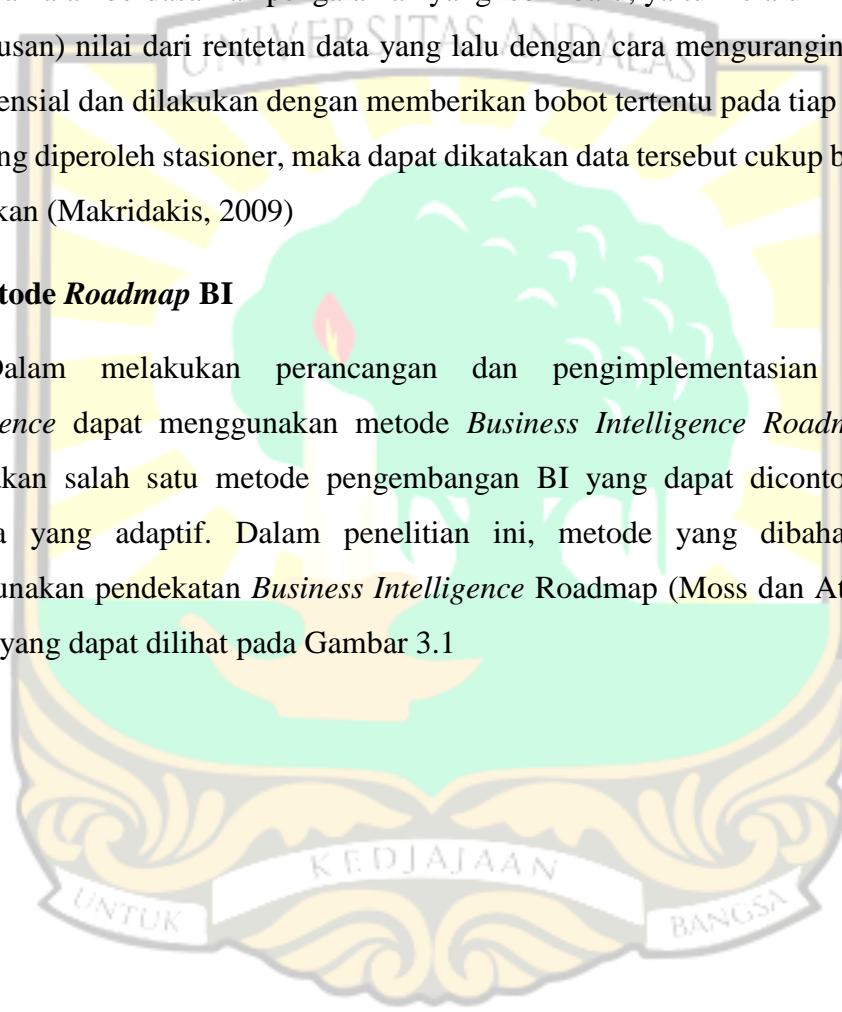 UNIVERSITAS ANDALAS
usan) nilai dari rentetan data yang lalu dengan cara mengurangin
ensial dan dilakukan dengan memberikan bobot tertentu pada tiap
ng diperoleh stasioner, maka dapat dikatakan data tersebut cukup b
kan (Makridakis, 2009)
tode Roadmap BI
Dalam melakukan perancangan dan pengimplementasian
ence dapat menggunakan metode Business Intelligence Roadm
akan salah satu metode pengembangan BI yang dapat diconto
a yang adaptif. Dalam penelitian ini, metode yang dibaha
unakan pendekatan Business Intelligence Roadmap (Moss dan At
yang dapat dilihat pada Gambar 3.1
KEDJAJAAN
UNTUK BANGSA